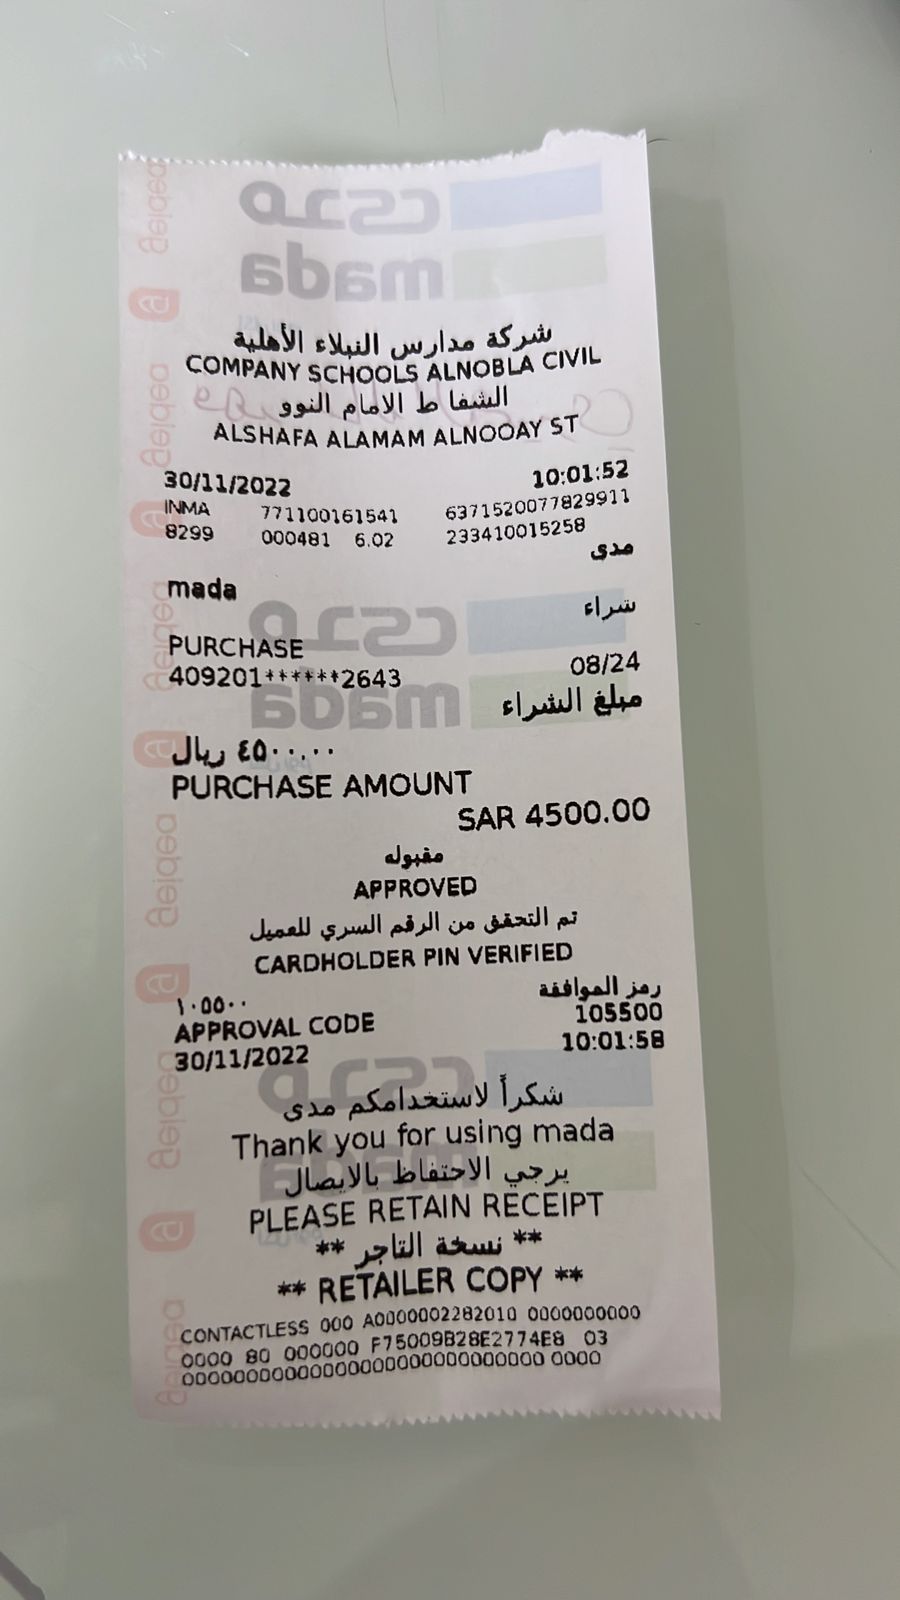 شركة مدارس النبلاء الأهلية
COMPANY SCHOOLS ALNOBLA CIVIL
الشفا ط الامام النوو
ALSHAFA ALAMAM ALNOOAY ST
30/11/2022 10:01:52
INMA 771100161541 6371520077829911
8299 000481 6.02 233410015258
مدى
mada
شراء
PURCHASE
409201******2643 08/24
مبلغ الشراء
٤٥٠٠.٠٠ ريال
PURCHASE AMOUNT
SAR 4500.00
مقبوله
APPROVED
تم التحقق من الرقم السري للعميل
CARDHOLDER PIN VERIFIED
رمز الموافقة
١٠٥٥٠٠
APPROVAL CODE 105500
30/11/2022 10:01:58
شكراً لاستخدامكم مدى
Thank you for using mada
يرجي الاحتفاظ بالايصال
PLEASE RETAIN RECEIPT
** نسخة التاجر **
** RETAILER COPY **
CONTACTLESS 000 A0000002282010 0000000000
0000 80 000000 F75009B28E2774E8 03